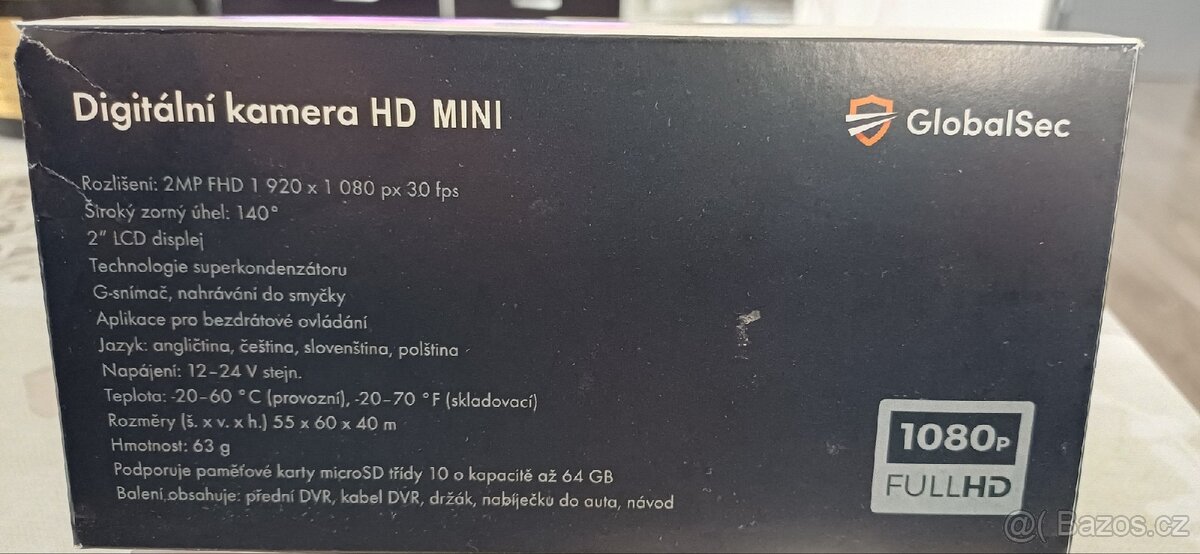 Digitální kamera HD MINI
GlobalSec
Rozlišení: 2MP FHD 1 920 x 1 080 px 30 fps
Široký zorný úhel: 140°
2” LCD displej
Technologie superkondenzátoru
G-snímač, nahrávání do smyčky
Aplikace pro bezdrátové ovládání
Jazyk: angličtina, čeština, slovenština, polština
Napájení: 12–24 V stejn.
Teplota: -20–60 °C (provozní), -20–70 °F (skladovací)
Rozměry (š. x v. x h.) 55 x 60 x 40 m
Hmotnost: 63 g
Podporuje paměťové karty microSD třídy 10 o kapacitě až 64 GB
Balení obsahuje: přední DVR, kabel DVR, držák, nabíječku do auta, návod
1080P
FULLHD
@( Bazos.cz